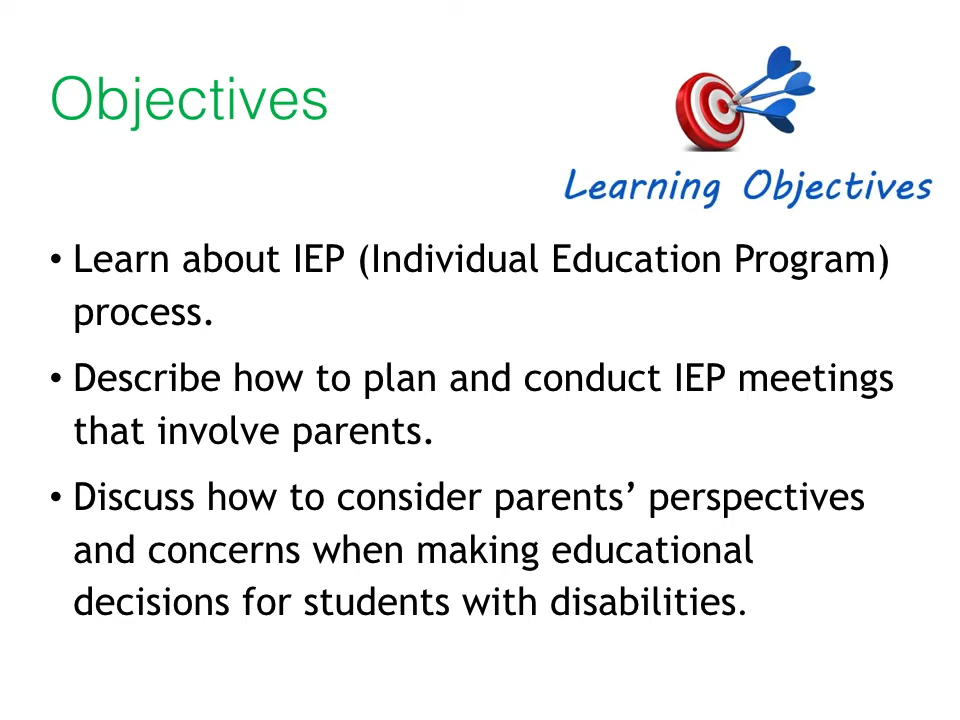 Objectives
Learning Objectives
• Learn about IEP (Individual Education Program)
process.
• Describe how to plan and conduct IEP meetings
that involve parents.
• Discuss how to consider parents’ perspectives
and concerns when making educational
decisions for students with disabilities.